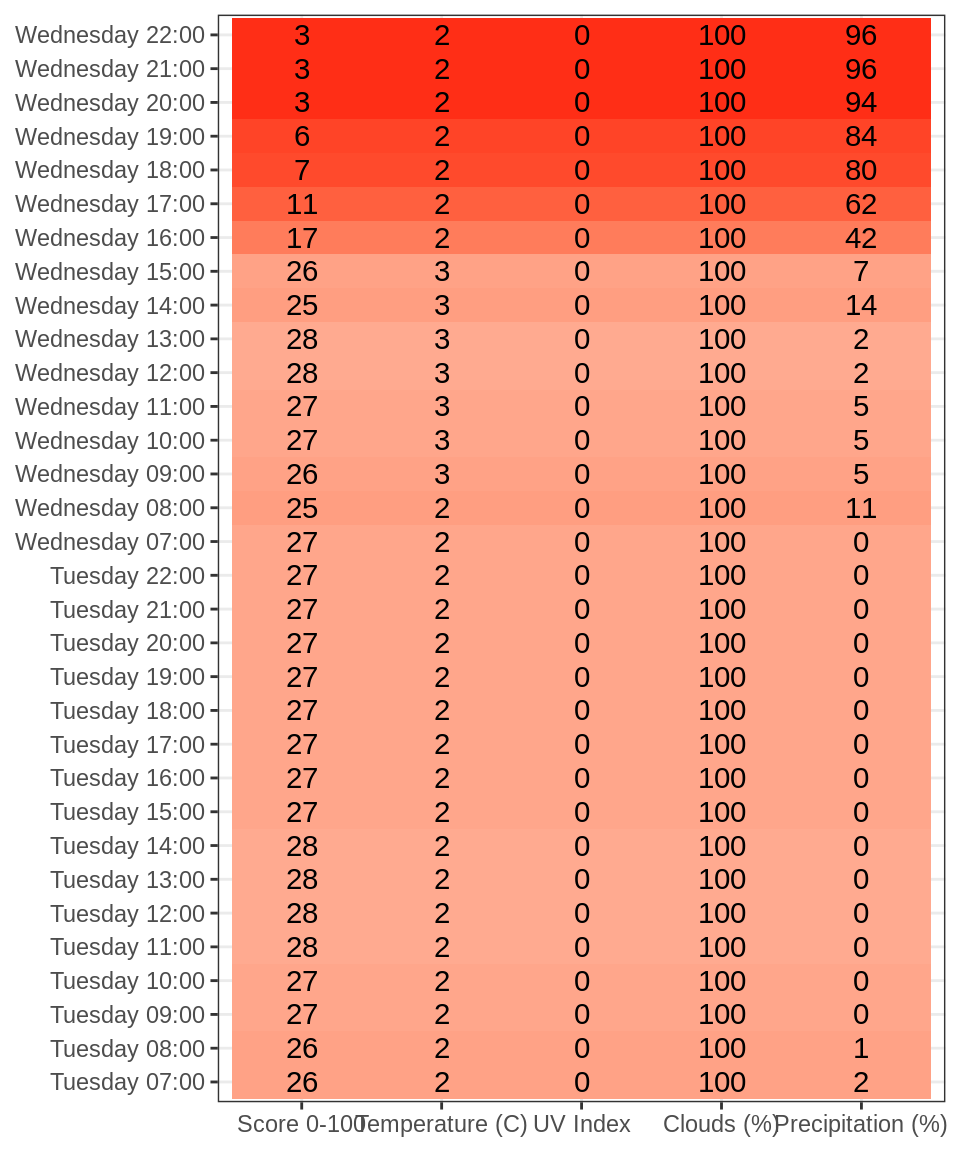 Wednesday 22:00 3 2 0 100 96
Wednesday 21:00 3 2 0 100 96
Wednesday 20:00 3 2 0 100 94
Wednesday 19:00 6 2 0 100 84
Wednesday 18:00 7 2 0 100 80
Wednesday 17:00 11 2 0 100 62
Wednesday 16:00 17 2 0 100 42
Wednesday 15:00 26 3 0 100 7
Wednesday 14:00 25 3 0 100 14
Wednesday 13:00 28 3 0 100 2
Wednesday 12:00 28 3 0 100 2
Wednesday 11:00 27 3 0 100 5
Wednesday 10:00 27 3 0 100 5
Wednesday 09:00 26 3 0 100 5
Wednesday 08:00 25 2 0 100 11
Wednesday 07:00 27 2 0 100 0
Tuesday 22:00 27 2 0 100 0
Tuesday 21:00 27 2 0 100 0
Tuesday 20:00 27 2 0 100 0
Tuesday 19:00 27 2 0 100 0
Tuesday 18:00 27 2 0 100 0
Tuesday 17:00 27 2 0 100 0
Tuesday 16:00 27 2 0 100 0
Tuesday 15:00 27 2 0 100 0
Tuesday 14:00 28 2 0 100 0
Tuesday 13:00 28 2 0 100 0
Tuesday 12:00 28 2 0 100 0
Tuesday 11:00 28 2 0 100 0
Tuesday 10:00 27 2 0 100 0
Tuesday 09:00 27 2 0 100 0
Tuesday 08:00 26 2 0 100 1
Tuesday 07:00 26 2 0 100 2
Score 0-100 Temperature (C) UV Index Clouds (%) Precipitation (%)